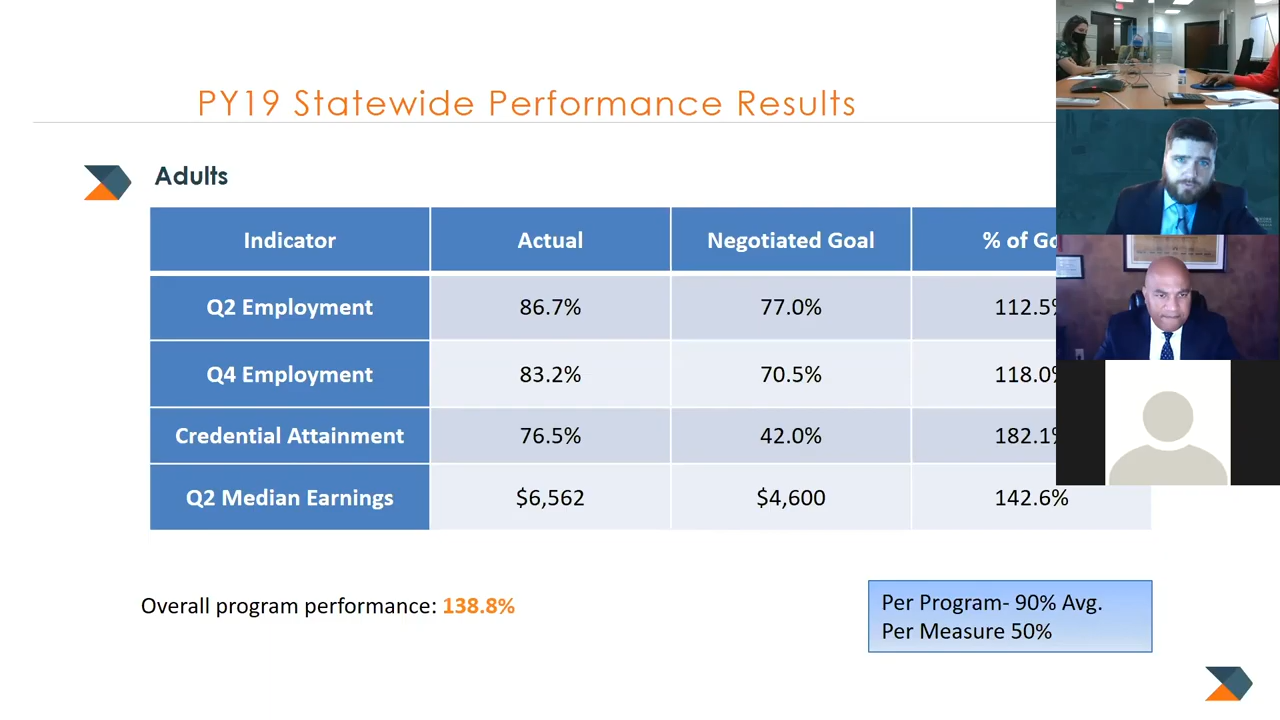 PY19 Statewide Performance Results
Adults
Indicator Actual Negotiated Goal % of Go
Q2 Employment 86.7% 77.0% 112.5%
Q4 Employment 83.2% 70.5% 118.0%
Credential Attainment 76.5% 42.0% 182.1%
Q2 Median Earnings $6,562 $4,600 142.6%
Overall program performance: 138.8%
Per Program- 90% Avg.
Per Measure 50%